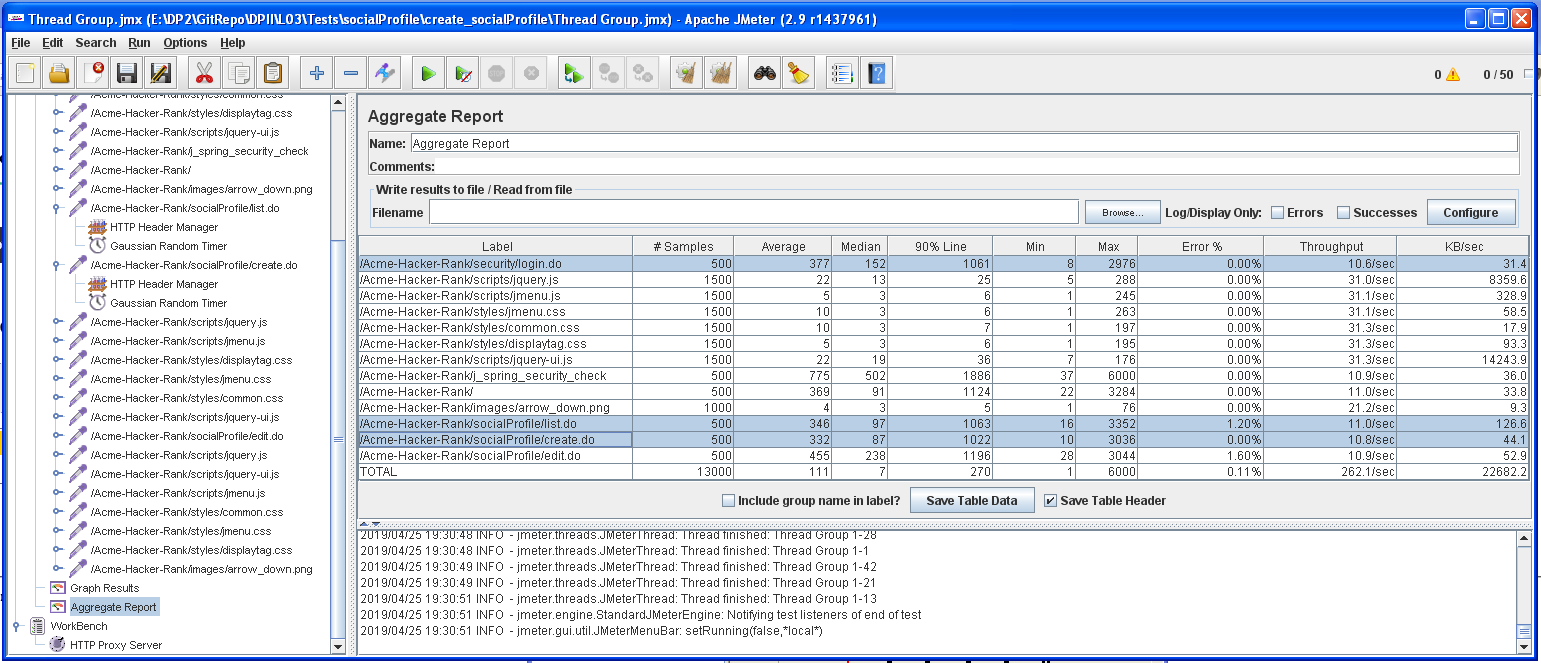 Thread Group.jmx (E:\DP2\GitRepo\DPII\L03\Tests\socialProfile\create_socialProfile\Thread Group.jmx) - Apache JMeter (2.9 r1437961)
File Edit Search Run Options Help
0 0 / 50
/Acme-Hacker-Rank/styles/common.css
/Acme-Hacker-Rank/styles/displaytag.css
/Acme-Hacker-Rank/scripts/jquery-ui.js
/Acme-Hacker-Rank/j_spring_security_check
/Acme-Hacker-Rank/
/Acme-Hacker-Rank/images/arrow_down.png
/Acme-Hacker-Rank/socialProfile/list.do
HTTP Header Manager
Gaussian Random Timer
/Acme-Hacker-Rank/socialProfile/create.do
HTTP Header Manager
Gaussian Random Timer
/Acme-Hacker-Rank/scripts/jquery.js
/Acme-Hacker-Rank/scripts/jmenu.js
/Acme-Hacker-Rank/styles/displaytag.css
/Acme-Hacker-Rank/styles/jmenu.css
/Acme-Hacker-Rank/styles/common.css
/Acme-Hacker-Rank/scripts/jquery-ui.js
/Acme-Hacker-Rank/socialProfile/edit.do
/Acme-Hacker-Rank/scripts/jquery.js
/Acme-Hacker-Rank/scripts/jquery-ui.js
/Acme-Hacker-Rank/scripts/jmenu.js
/Acme-Hacker-Rank/styles/common.css
/Acme-Hacker-Rank/styles/jmenu.css
/Acme-Hacker-Rank/styles/displaytag.css
/Acme-Hacker-Rank/images/arrow_down.png
Graph Results
Aggregate Report
WorkBench
HTTP Proxy Server
Aggregate Report
Name: Aggregate Report
Comments:
Write results to file / Read from file
Filename Browse... Log/Display Only: Errors Successes Configure
Label # Samples Average Median 90% Line Min Max Error % Throughput KB/sec
/Acme-Hacker-Rank/security/login.do 500 377 152 1061 8 2976 0.00% 10.6/sec 31.4
/Acme-Hacker-Rank/scripts/jquery.js 1500 22 13 25 5 288 0.00% 31.0/sec 8359.6
/Acme-Hacker-Rank/scripts/jmenu.js 1500 5 3 6 1 245 0.00% 31.1/sec 328.9
/Acme-Hacker-Rank/styles/jmenu.css 1500 10 3 6 1 263 0.00% 31.1/sec 58.5
/Acme-Hacker-Rank/styles/common.css 1500 10 3 7 1 197 0.00% 31.3/sec 17.9
/Acme-Hacker-Rank/styles/displaytag.css 1500 5 3 6 1 195 0.00% 31.3/sec 93.3
/Acme-Hacker-Rank/scripts/jquery-ui.js 1500 22 19 36 7 176 0.00% 31.3/sec 14243.9
/Acme-Hacker-Rank/j_spring_security_check 500 775 502 1886 37 6000 0.00% 10.9/sec 36.0
/Acme-Hacker-Rank/ 500 369 91 1124 22 3284 0.00% 11.0/sec 33.8
/Acme-Hacker-Rank/images/arrow_down.png 1000 4 3 5 1 76 0.00% 21.2/sec 9.3
/Acme-Hacker-Rank/socialProfile/list.do 500 346 97 1063 16 3352 1.20% 11.0/sec 126.6
/Acme-Hacker-Rank/socialProfile/create.do 500 332 87 1022 10 3036 0.00% 10.8/sec 44.1
/Acme-Hacker-Rank/socialProfile/edit.do 500 455 238 1196 28 3044 1.60% 10.9/sec 52.9
TOTAL 13000 111 7 270 1 6000 0.11% 262.1/sec 22682.2
Include group name in label? Save Table Data Save Table Header
2019/04/25 19:30:48 INFO - jmeter.threads.JMeterThread: Thread finished: Thread Group 1-28
2019/04/25 19:30:48 INFO - jmeter.threads.JMeterThread: Thread finished: Thread Group 1-1
2019/04/25 19:30:49 INFO - jmeter.threads.JMeterThread: Thread finished: Thread Group 1-42
2019/04/25 19:30:49 INFO - jmeter.threads.JMeterThread: Thread finished: Thread Group 1-21
2019/04/25 19:30:51 INFO - jmeter.threads.JMeterThread: Thread finished: Thread Group 1-13
2019/04/25 19:30:51 INFO - jmeter.engine.StandardJMeterEngine: Notifying test listeners of end of test
2019/04/25 19:30:51 INFO - jmeter.gui.util.JMeterMenuBar: setRunning(false,*local*)